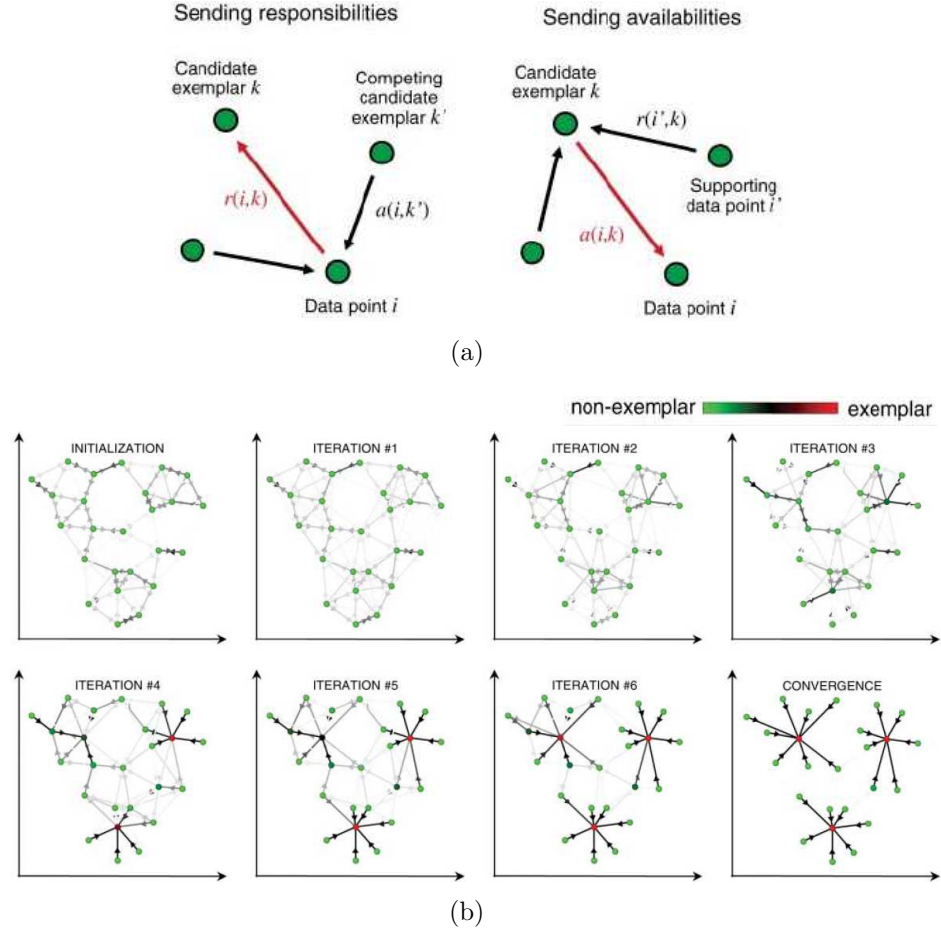 Sending responsibilities
Sending availabilities
Candidate
exemplar k
Competing
candidate
exemplar k'
r(i,k)
a(i,k')
Data point i
Candidate
exemplar k
r(i',k)
Supporting
data point i'
a(i,k)
Data point i
(a)
non-exemplar
exemplar
INITIALIZATION
ITERATION #1
ITERATION #2
ITERATION #3
ITERATION #4
ITERATION #5
ITERATION #6
CONVERGENCE
(b)